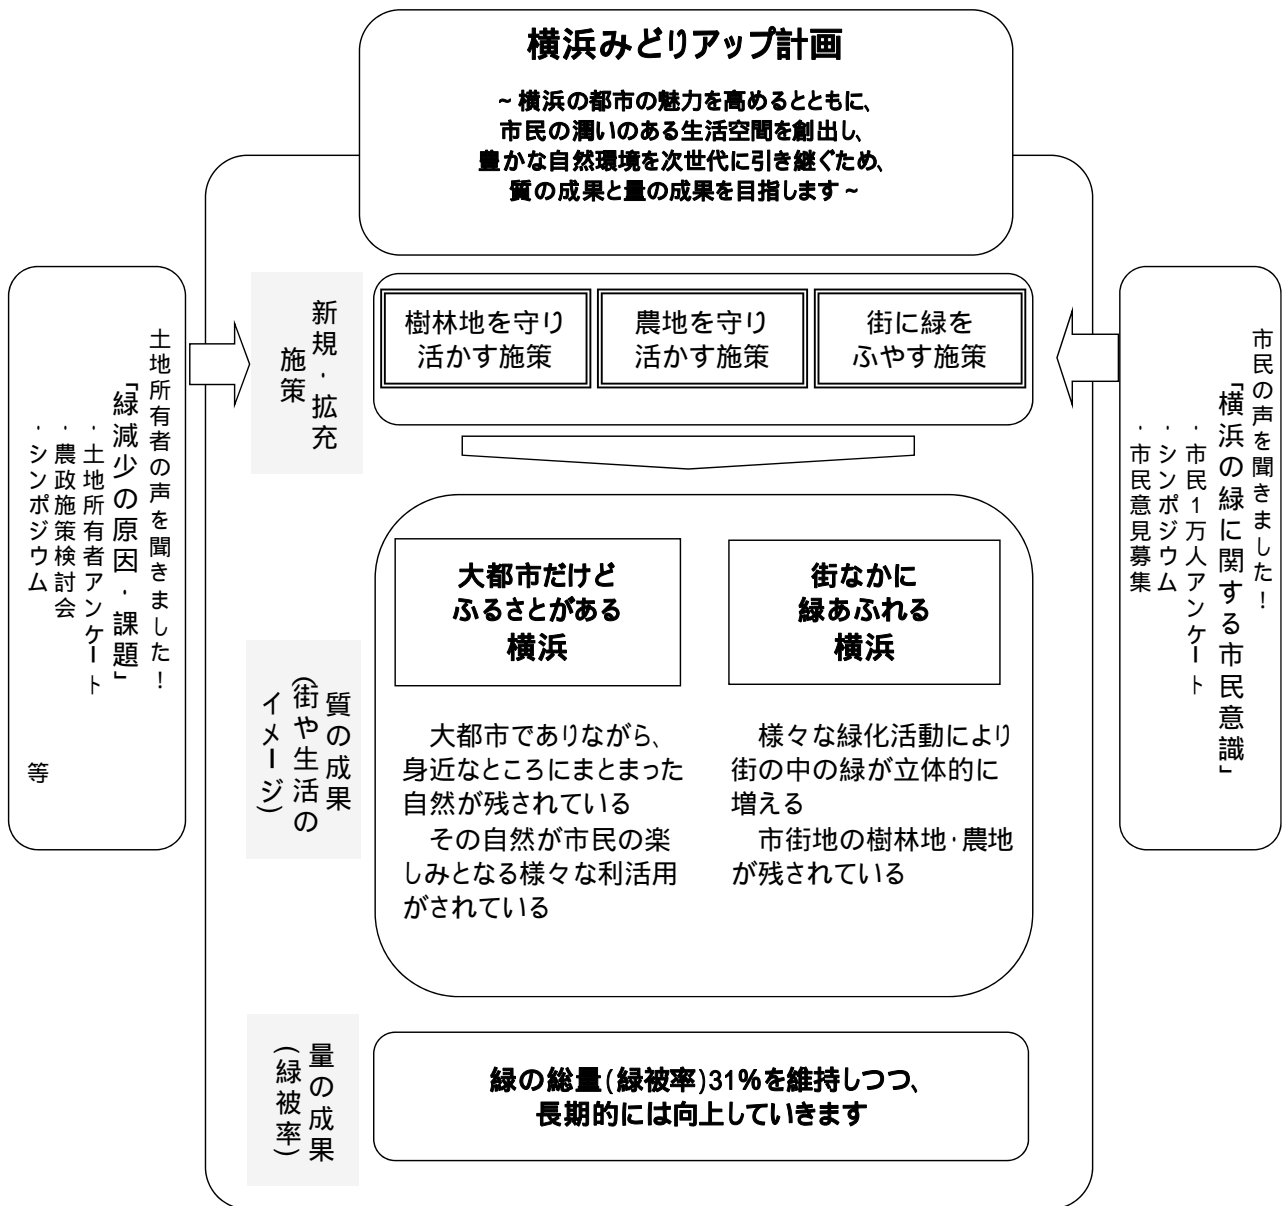 横浜みどりアップ計画
~横浜の都市の魅力を高めるとともに、
市民の潤いのある生活空間を創出し、
豊かな自然環境を次世代に引き継ぐため、
質の成果と量の成果を目指します~
土地所有者の声を聞きました!
「緑減少の原因・課題」
・土地所有者アンケート
・農政施策検討会
・シンポジウム
等
新規・拡充
施策
樹林地を守り
活かす施策
農地を守り
活かす施策
街に緑を
ふやす施策
市民の声を聞きました!
「横浜の緑に関する市民意識」
・市民1万人アンケート
・シンポジウム
・市民意見募集
質の成果
(街や生活の
イメージ)
大都市だけど
ふるさとがある
横浜
大都市でありながら、
身近なところにまとまった
自然が残されている
その自然が市民の楽
しみとなる様々な利活用
がされている
街なかに
緑あふれる
横浜
様々な緑化活動により
街の中の緑が立体的に
増える
市街地の樹林地・農地
が残されている
量の成果
(緑被率)
緑の総量(緑被率)31%を維持しつつ、
長期的には向上していきます